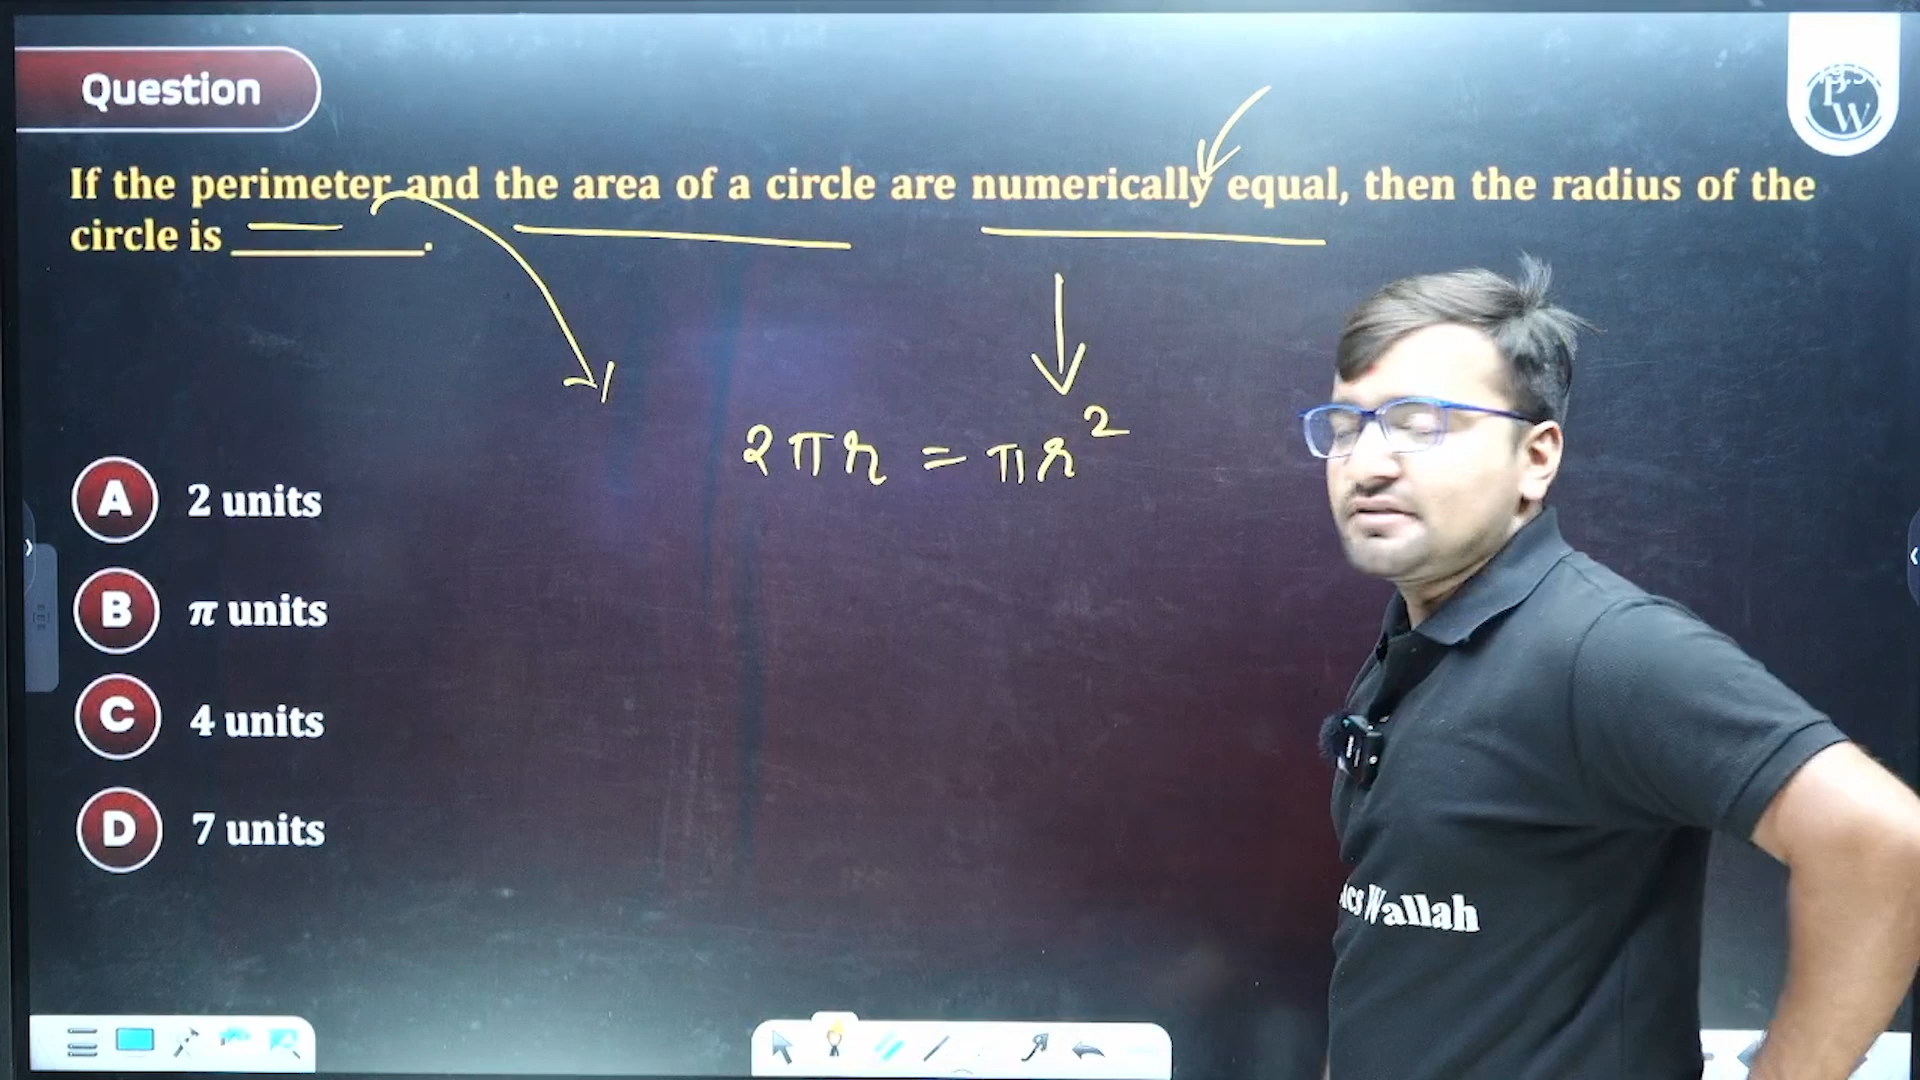 Question
If the perimeter and the area of a circle are numerically equal, then the radius of the
circle is ________.
2πr = πr²
A 2 units
B π units
C 4 units
D 7 units
P
W
ics Wallah